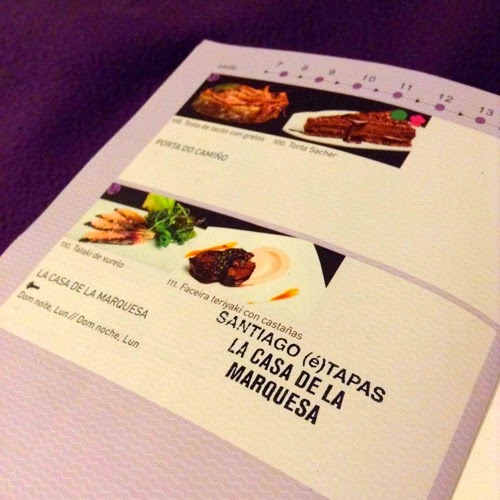 saída 7 8 9 10 11 12 13
108. Tosta de lacón con grelos
109. Torta Sacher
PORTA DO CAMIÑO
110. Tataki de xurelo
111. Faceira teriyaki con castañas
LA CASA DE LA MARQUESA
Dom noite, Lun // Dom noche, Lun
SANTIAGO (é)TAPAS
LA CASA DE LA
MARQUESA